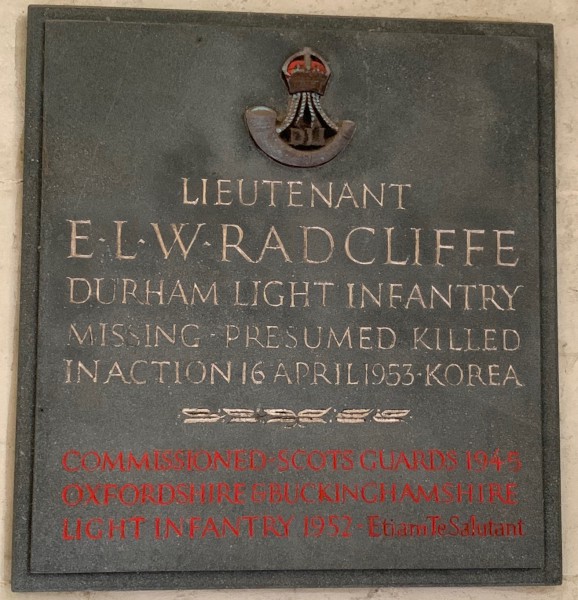 DLI
LIEUTENANT
E·L·W·RADCLIFFE
DURHAM LIGHT INFANTRY
MISSING · PRESUMED KILLED
IN ACTION 16 APRIL 1953 · KOREA
COMMISSIONED · SCOTS GUARDS 1945
OXFORDSHIRE & BUCKINGHAMSHIRE
LIGHT INFANTRY 1952 · Etiam Te Salutant